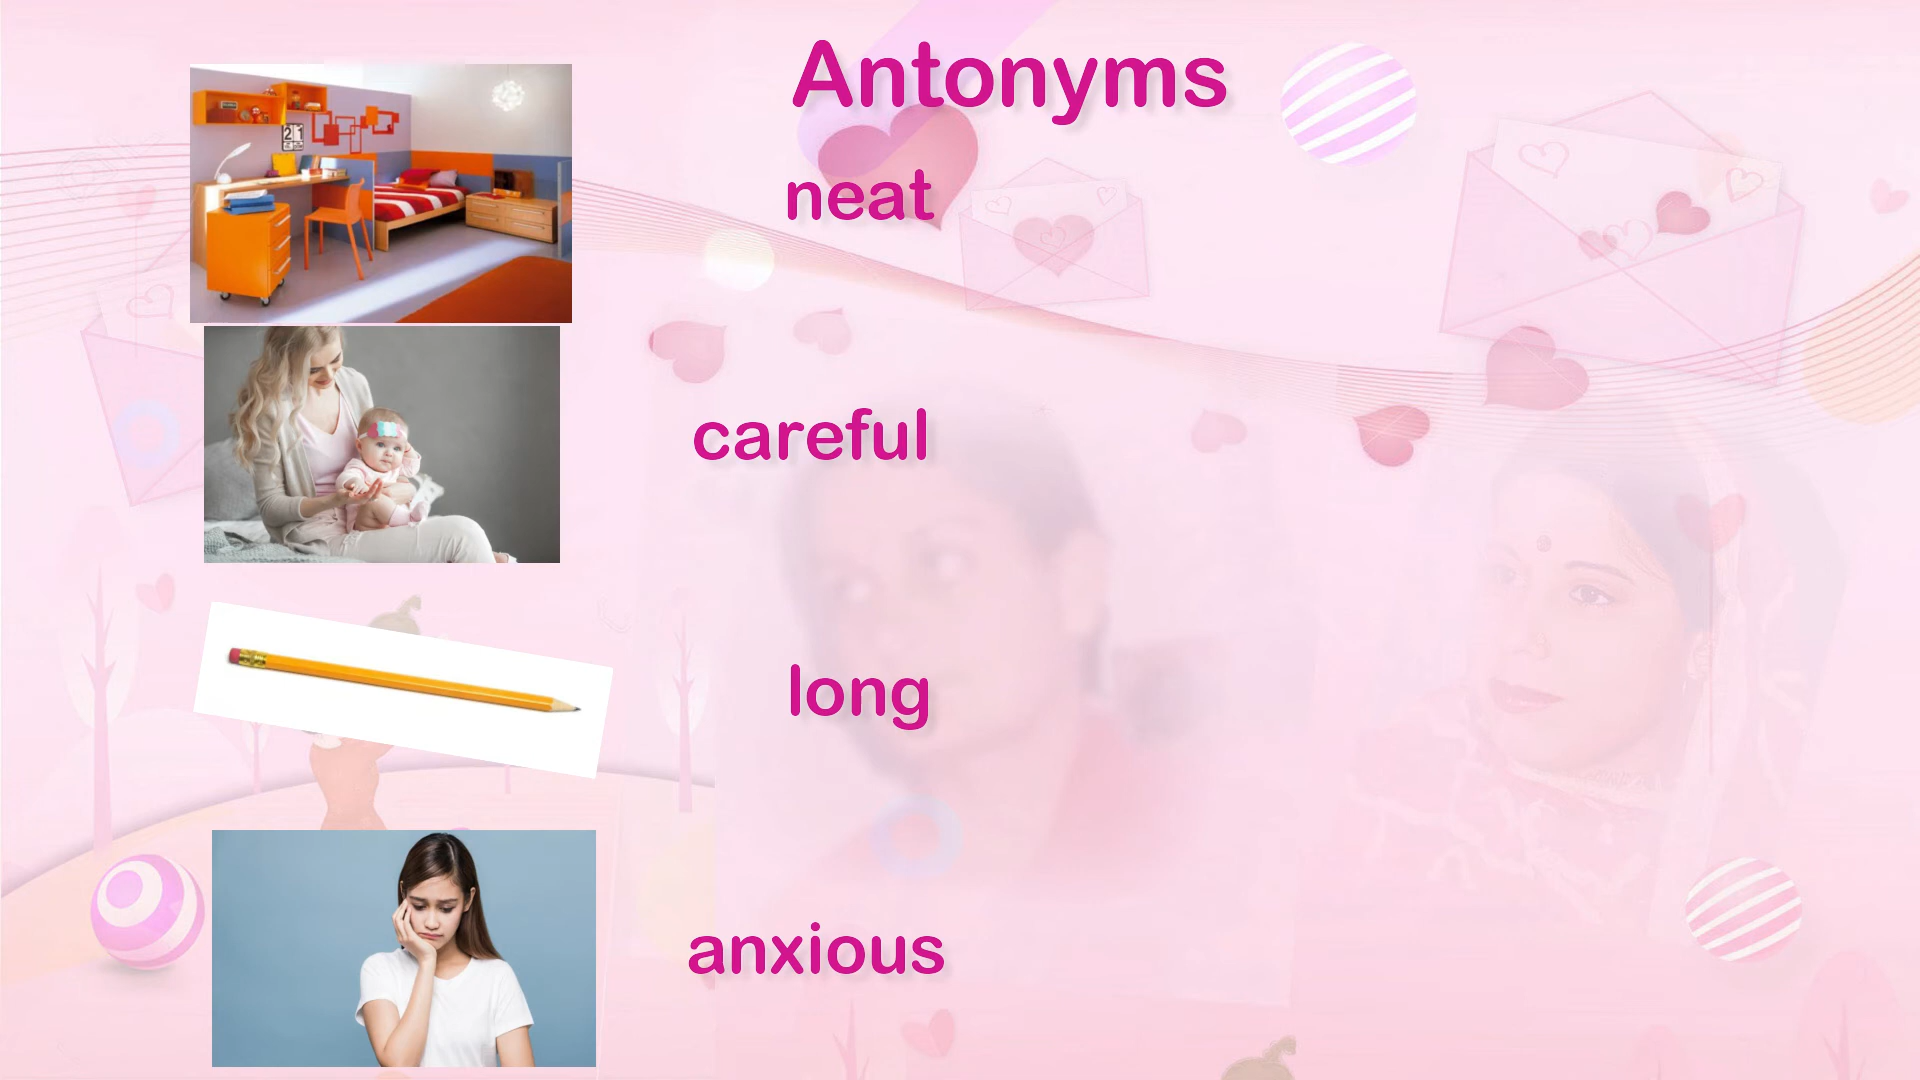 Antonyms
neat
careful
long
anxious